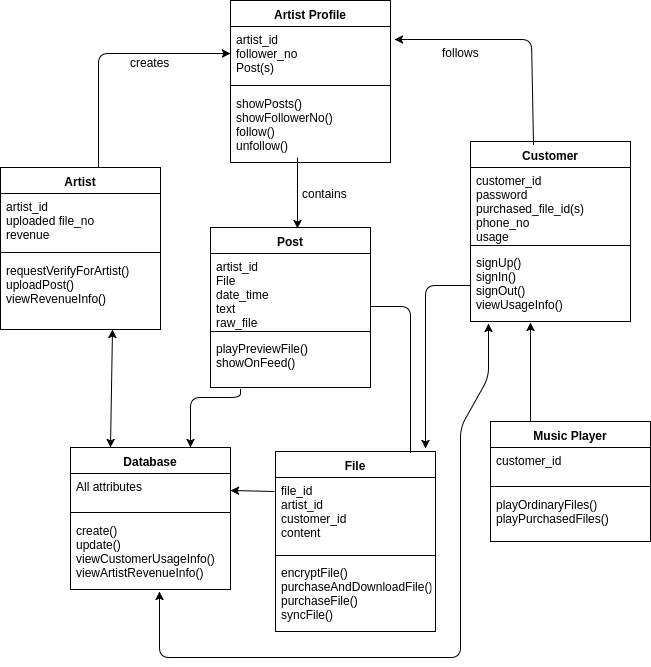 Artist Profile
artist_id
follower_no
Post(s)
showPosts()
showFollowerNo()
follow()
unfollow()
creates
follows
contains
Artist
artist_id
uploaded file_no
revenue
requestVerifyForArtist()
uploadPost()
viewRevenueInfo()
Customer
customer_id
password
purchased_file_id(s)
phone_no
usage
signUp()
signIn()
signOut()
viewUsageInfo()
Post
artist_id
File
date_time
text
raw_file
playPreviewFile()
showOnFeed()
Music Player
customer_id
playOrdinaryFiles()
playPurchasedFiles()
Database
All attributes
create()
update()
viewCustomerUsageInfo()
viewArtistRevenueInfo()
File
file_id
artist_id
customer_id
content
encryptFile()
purchaseAndDownloadFile()
purchaseFile()
syncFile()